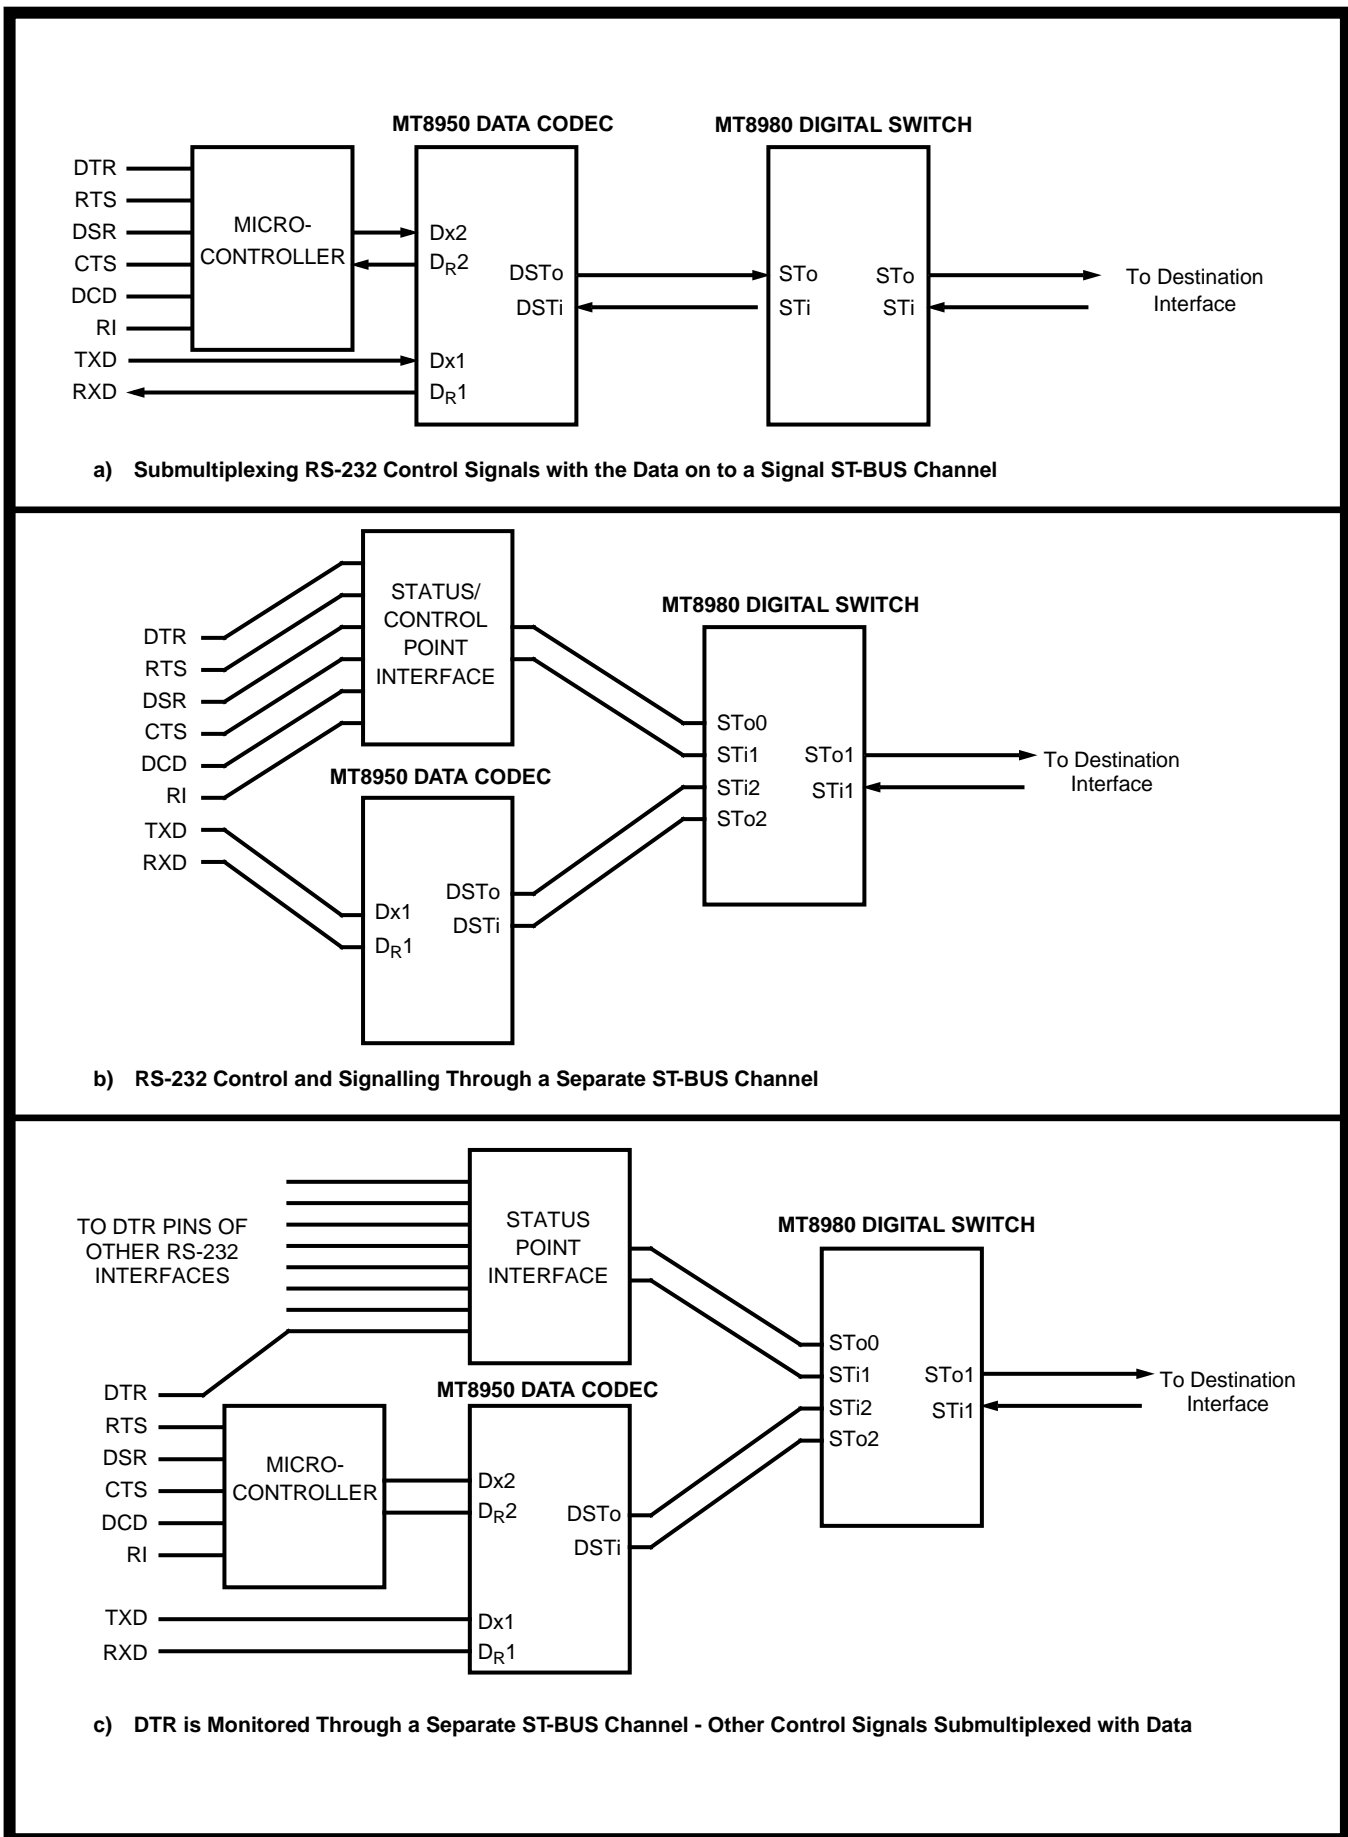 MT8950 DATA CODEC
MT8980 DIGITAL SWITCH
DTR
RTS
DSR
CTS
DCD
RI
TXD
RXD
MICRO-
CONTROLLER
Dx2
DR2
DSTo
DSTi
Dx1
DR1
STo
STi
STo
STi
To Destination
Interface
a) Submultiplexing RS-232 Control Signals with the Data on to a Signal ST-BUS Channel
STATUS/
CONTROL
POINT
INTERFACE
MT8980 DIGITAL SWITCH
DTR
RTS
DSR
CTS
DCD
RI
TXD
RXD
MT8950 DATA CODEC
Dx1
DR1
DSTo
DSTi
STo0
STi1
STi2
STo2
STo1
STi1
To Destination
Interface
b) RS-232 Control and Signalling Through a Separate ST-BUS Channel
TO DTR PINS OF
OTHER RS-232
INTERFACES
STATUS
POINT
INTERFACE
MT8980 DIGITAL SWITCH
DTR
RTS
DSR
CTS
DCD
RI
TXD
RXD
MICRO-
CONTROLLER
MT8950 DATA CODEC
Dx2
DR2
DSTo
DSTi
Dx1
DR1
STo0
STi1
STi2
STo2
STo1
STi1
To Destination
Interface
c) DTR is Monitored Through a Separate ST-BUS Channel - Other Control Signals Submultiplexed with Data